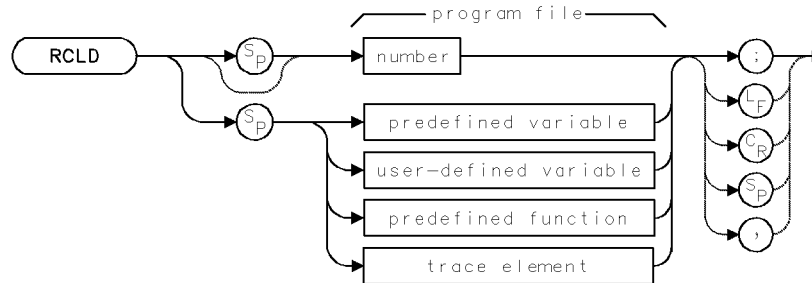 program file
RCLD
SP
number
;
LF
SP
predefined variable
CR
user-defined variable
SP
predefined function
,
trace element